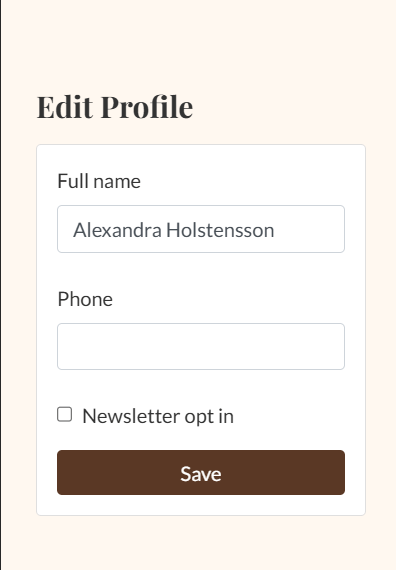 Edit Profile
Full name
Alexandra Holstensson
Phone
Newsletter opt in
Save